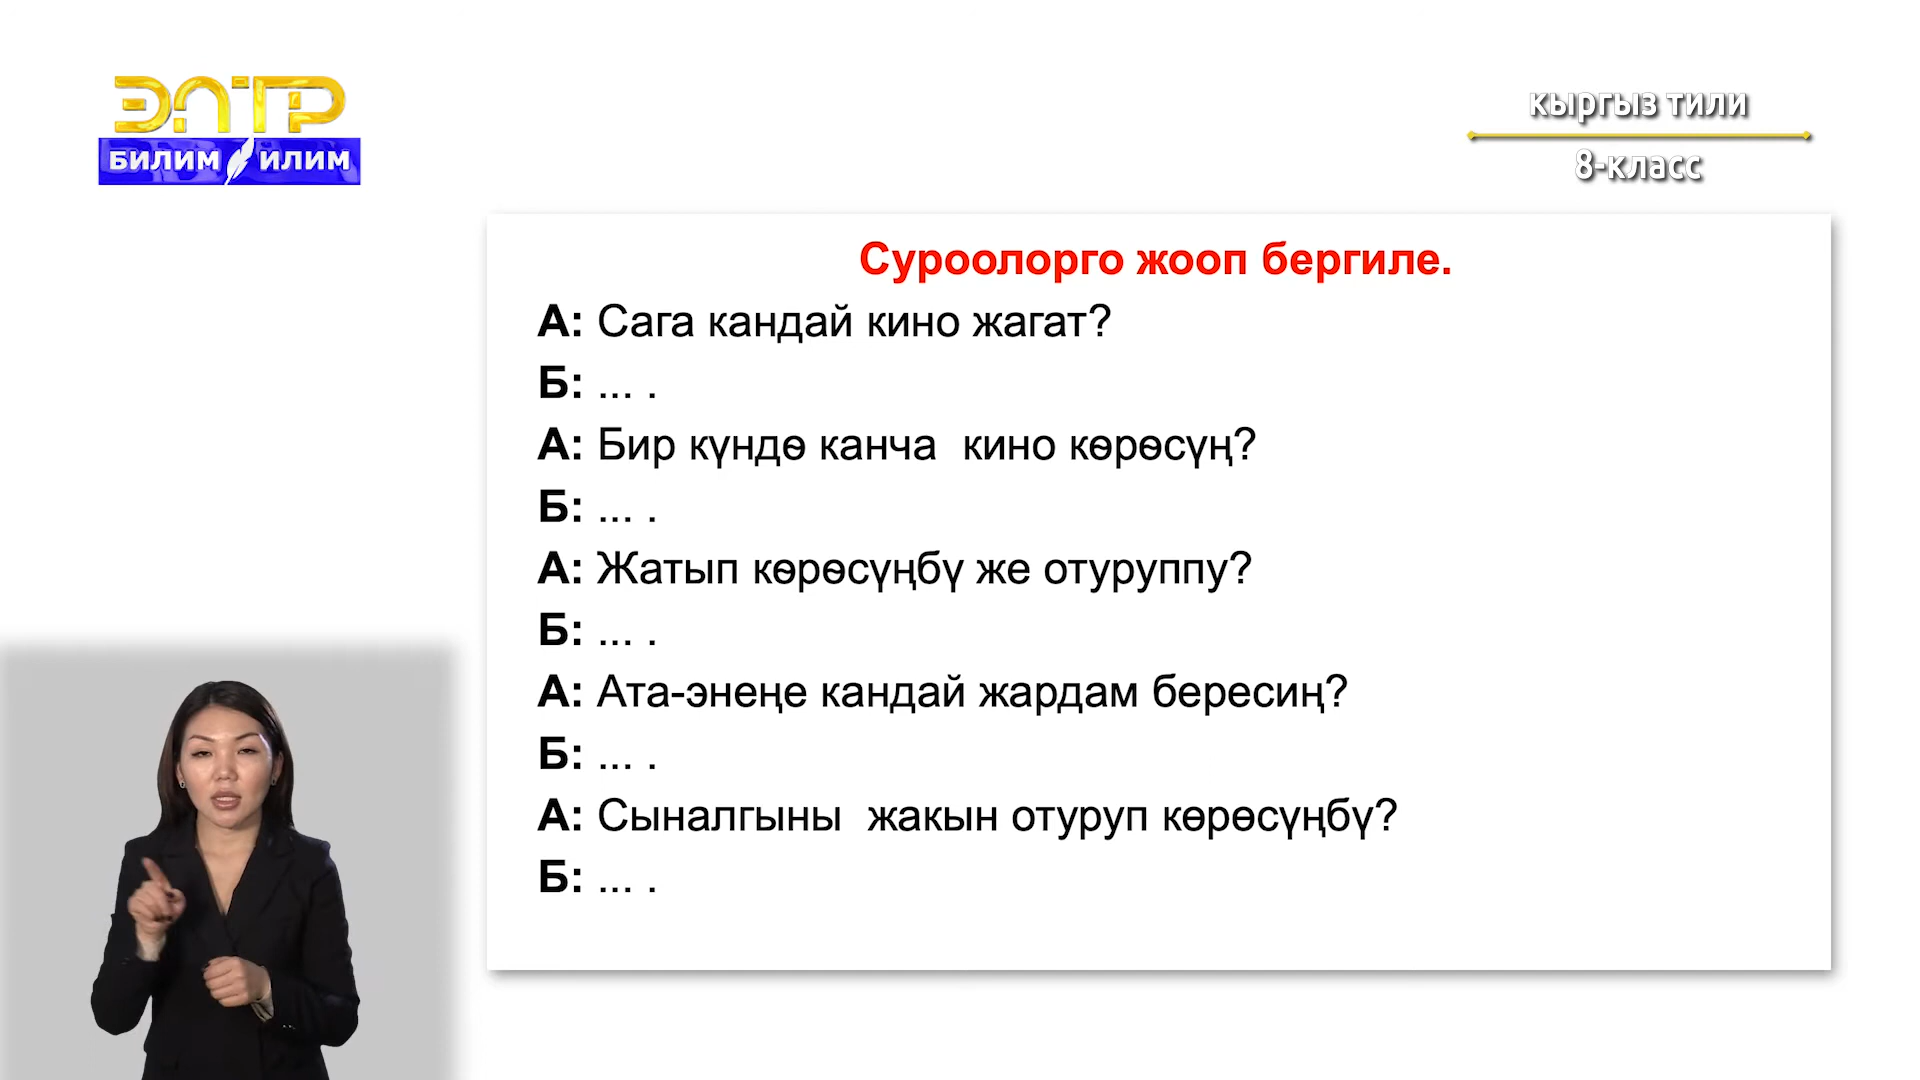 ЭЛТР
БИЛИМ ИЛИМ
кыргыз тили
8-класс
Суроолорго жооп бергиле.
А: Сага кандай кино жагат?
Б: ... .
А: Бир күндө канча  кино көрөсүң?
Б: ... .
А: Жатып көрөсүңбү же отуруппу?
Б: ... .
А: Ата-энеңе кандай жардам бересиң?
Б: ... .
А: Сыналгыны  жакын отуруп көрөсүңбү?
Б: ... .